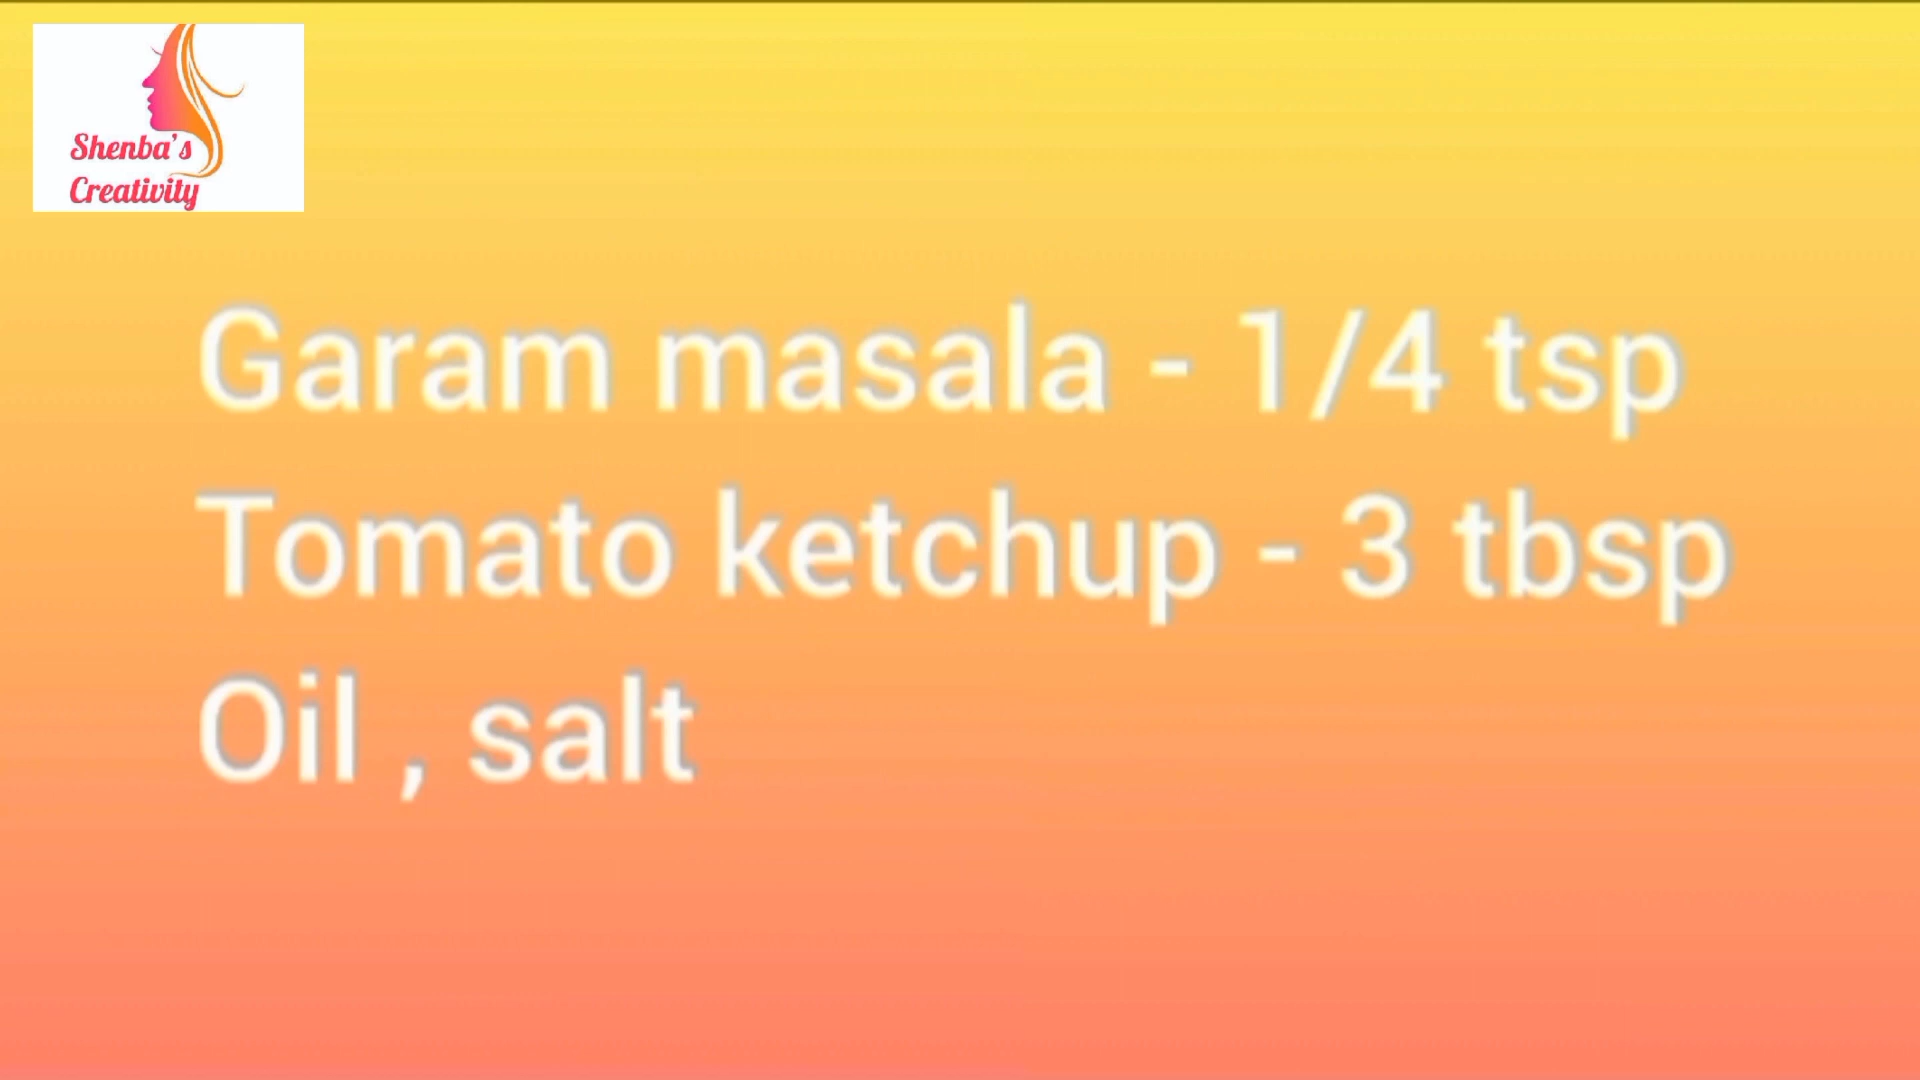 Shenba's
Creativity
Garam masala - 1/4 tsp
Tomato ketchup - 3 tbsp
Oil , salt